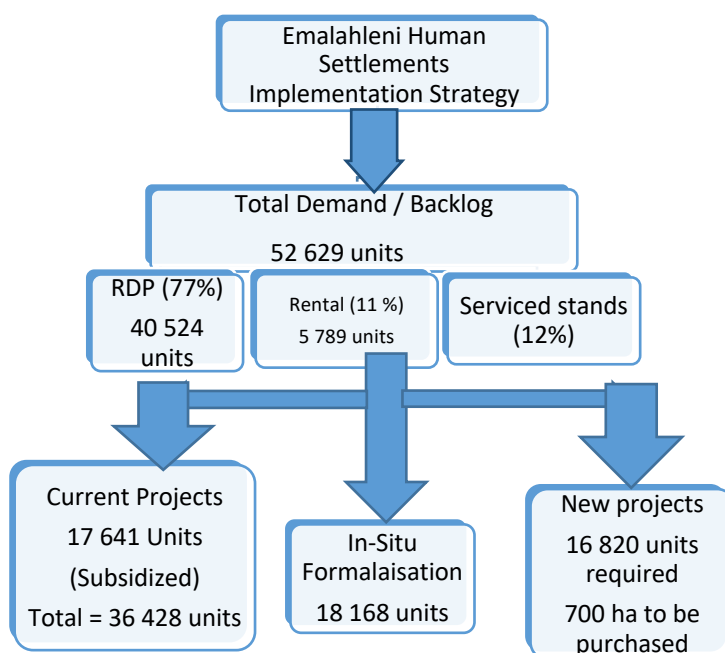 Emalahleni Human
Settlements
Implementation Strategy
Total Demand / Backlog
52 629 units
RDP (77%)
40 524
units
Rental (11 %)
5 789 units
Serviced stands
(12%)
Current Projects
17 641 Units
(Subsidized)
Total = 36 428 units
In-Situ
Formalaisation
18 168 units
New projects
16 820 units
required
700 ha to be
purchased